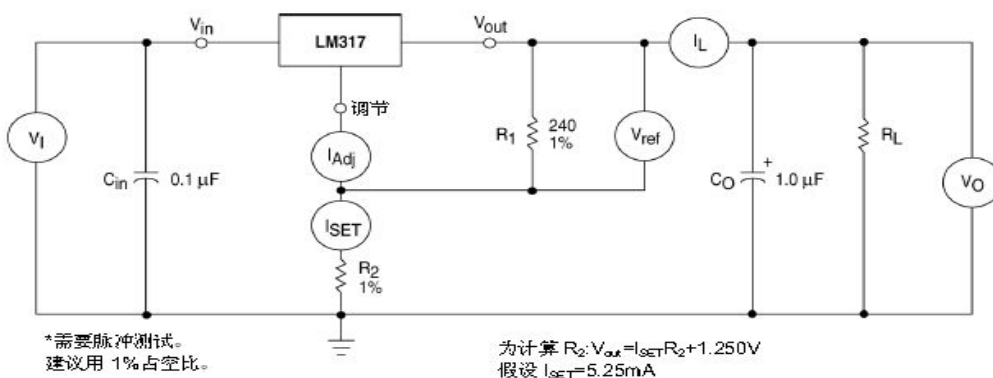 Vin
LM317
Vout
IL
调节
VI
IAdj
R1
240
1%
Vref
RL
Cin
0.1 μF
CO
+
1.0 μF
VO
ISET
R2
1%
*需要脉冲测试。
建议用 1%占空比。
为计算 R2:Vout=ISETR2+1.250V
假设 ISET=5.25mA